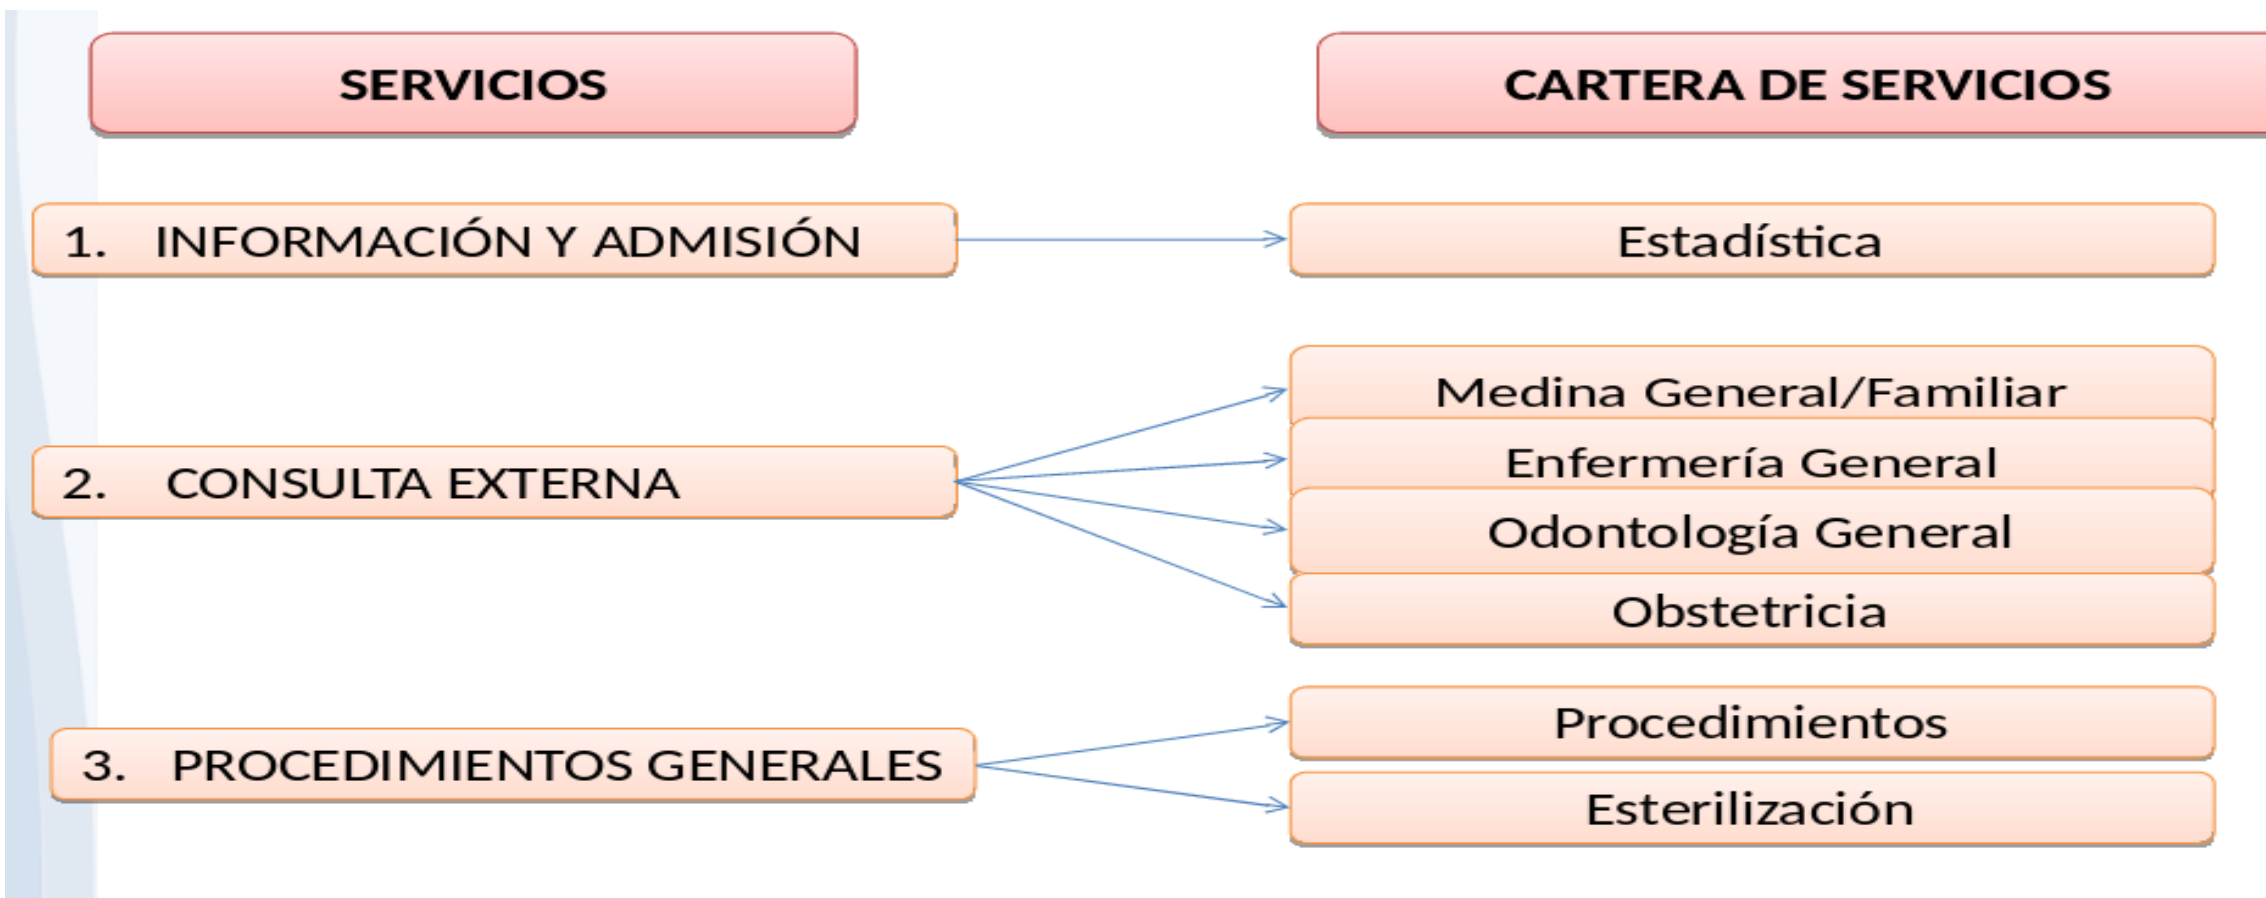 SERVICIOS
CARTERA DE SERVICIOS
1. INFORMACIÓN Y ADMISIÓN
Estadística
2. CONSULTA EXTERNA
Medina General/Familiar
Enfermería General
Odontología General
Obstetricia
3. PROCEDIMIENTOS GENERALES
Procedimientos
Esterilización